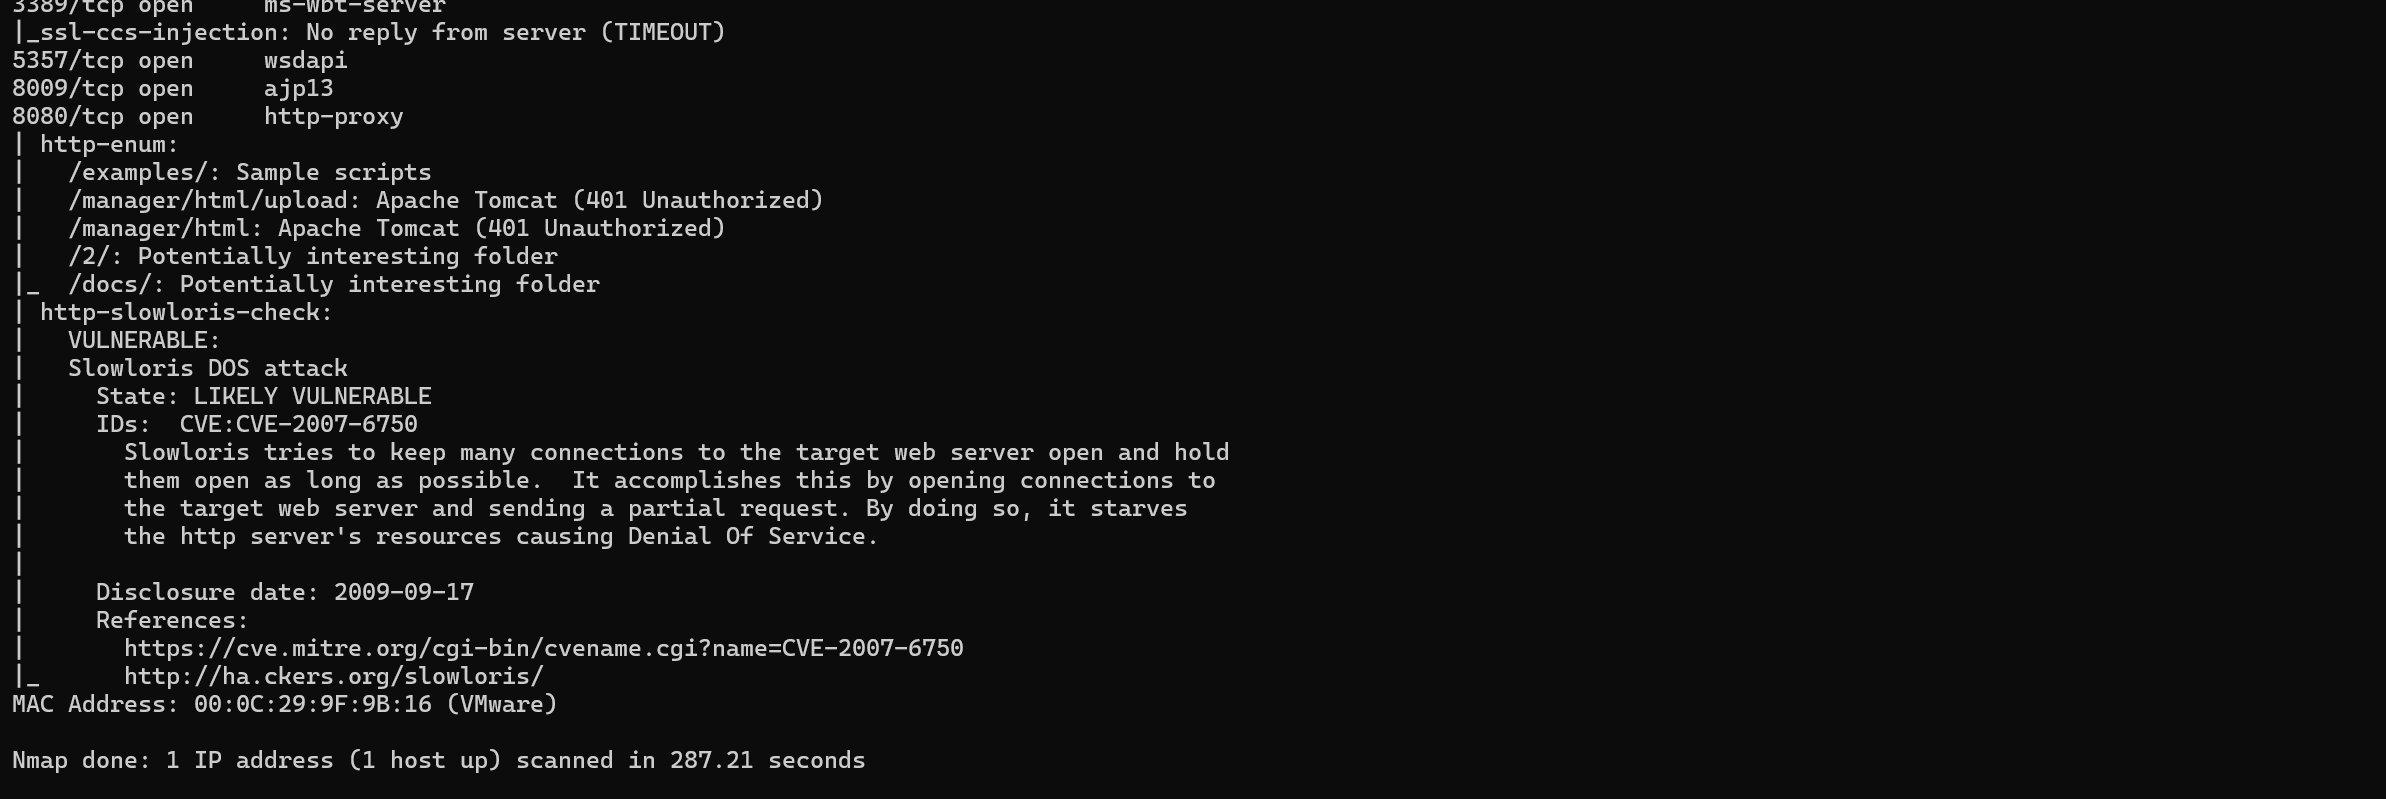 3389/tcp open     ms-wbt-server
|_ssl-ccs-injection: No reply from server (TIMEOUT)
5357/tcp open     wsdapi
8009/tcp open     ajp13
8080/tcp open     http-proxy
| http-enum:
|   /examples/: Sample scripts
|   /manager/html/upload: Apache Tomcat (401 Unauthorized)
|   /manager/html: Apache Tomcat (401 Unauthorized)
|   /2/: Potentially interesting folder
|_  /docs/: Potentially interesting folder
| http-slowloris-check:
|   VULNERABLE:
|   Slowloris DOS attack
|     State: LIKELY VULNERABLE
|     IDs:  CVE:CVE-2007-6750
|       Slowloris tries to keep many connections to the target web server open and hold
|       them open as long as possible.  It accomplishes this by opening connections to
|       the target web server and sending a partial request. By doing so, it starves
|       the http server's resources causing Denial Of Service.
|
|     Disclosure date: 2009-09-17
|     References:
|       https://cve.mitre.org/cgi-bin/cvename.cgi?name=CVE-2007-6750
|_      http://ha.ckers.org/slowloris/
MAC Address: 00:0C:29:9F:9B:16 (VMware)

Nmap done: 1 IP address (1 host up) scanned in 287.21 seconds